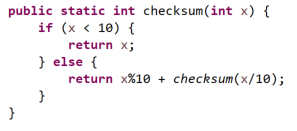 public static int checksum(int x) {
    if (x < 10) {
        return x;
    } else {
        return x%10 + checksum(x/10);
    }
}